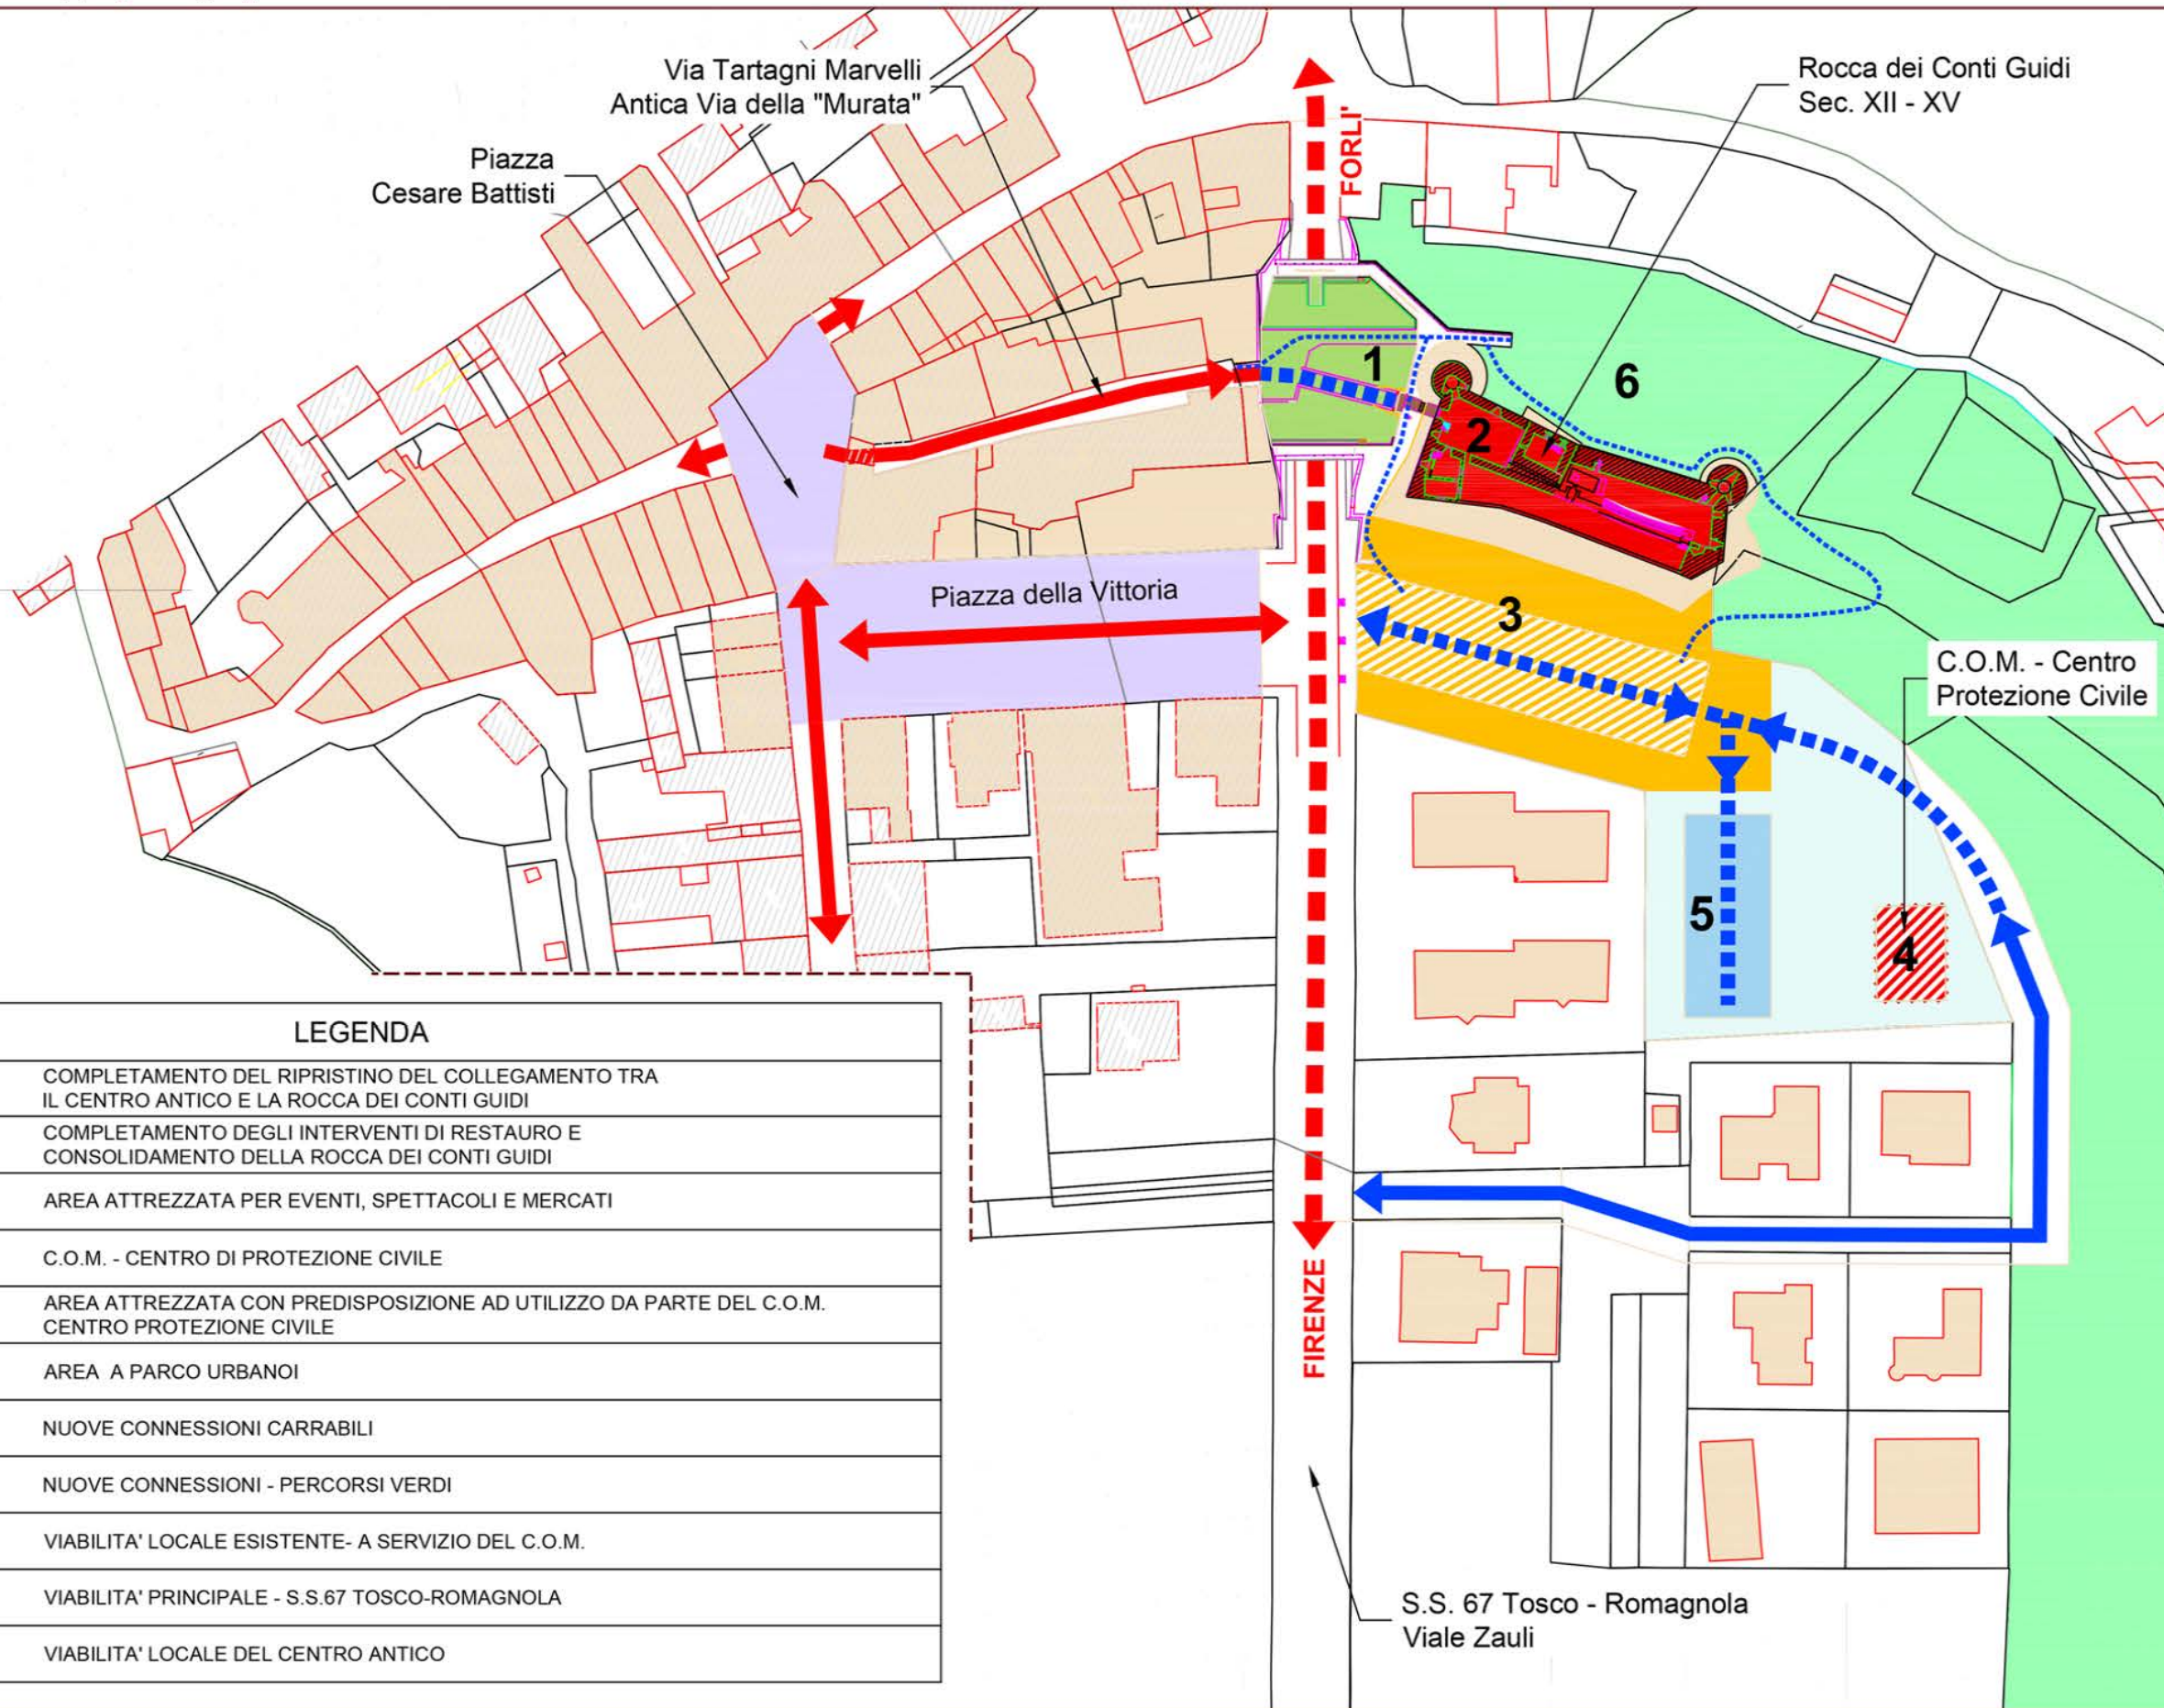 Via Tartagni Marvelli
Antica Via della "Murata"
Rocca dei Conti Guidi
Sec. XII - XV
Piazza
Cesare Battisti
FORLI'
1
2
6
3
Piazza della Vittoria
C.O.M. - Centro
Protezione Civile
5
4
FIRENZE
S.S. 67 Tosco - Romagnola
Viale Zauli
LEGENDA
COMPLETAMENTO DEL RIPRISTINO DEL COLLEGAMENTO TRA
IL CENTRO ANTICO E LA ROCCA DEI CONTI GUIDI
COMPLETAMENTO DEGLI INTERVENTI DI RESTAURO E
CONSOLIDAMENTO DELLA ROCCA DEI CONTI GUIDI
AREA ATTREZZATA PER EVENTI, SPETTACOLI E MERCATI
C.O.M. - CENTRO DI PROTEZIONE CIVILE
AREA ATTREZZATA CON PREDISPOSIZIONE AD UTILIZZO DA PARTE DEL C.O.M.
CENTRO PROTEZIONE CIVILE
AREA A PARCO URBANOI
NUOVE CONNESSIONI CARRABILI
NUOVE CONNESSIONI - PERCORSI VERDI
VIABILITA' LOCALE ESISTENTE- A SERVIZIO DEL C.O.M.
VIABILITA' PRINCIPALE - S.S.67 TOSCO-ROMAGNOLA
VIABILITA' LOCALE DEL CENTRO ANTICO